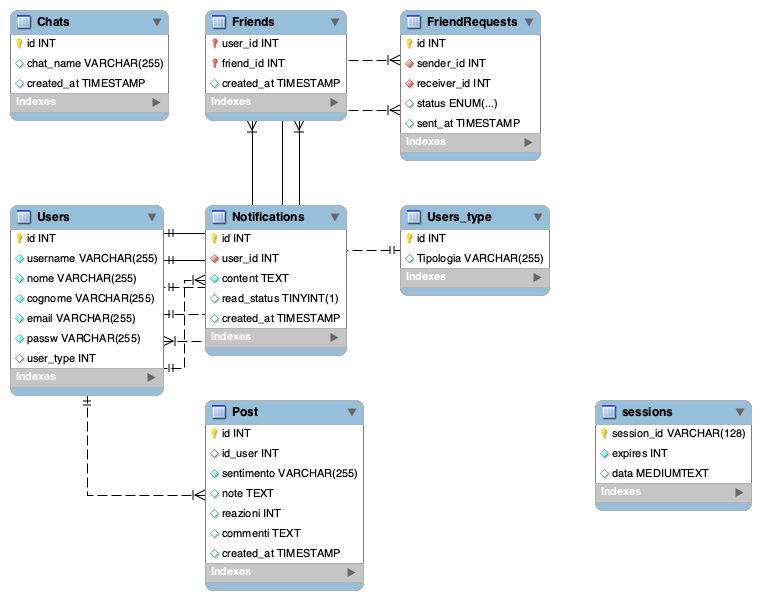 Chats
id INT
chat_name VARCHAR(255)
created_at TIMESTAMP
Indexes
Friends
user_id INT
friend_id INT
created_at TIMESTAMP
Indexes
FriendRequests
id INT
sender_id INT
receiver_id INT
status ENUM(...)
sent_at TIMESTAMP
Indexes
Users
id INT
username VARCHAR(255)
nome VARCHAR(255)
cognome VARCHAR(255)
email VARCHAR(255)
passw VARCHAR(255)
user_type INT
Indexes
Notifications
id INT
user_id INT
content TEXT
read_status TINYINT(1)
created_at TIMESTAMP
Indexes
Users_type
id INT
Tipologia VARCHAR(255)
Indexes
Post
id INT
id_user INT
sentimento VARCHAR(255)
note TEXT
reazioni INT
commenti TEXT
created_at TIMESTAMP
Indexes
sessions
session_id VARCHAR(128)
expires INT
data MEDIUMTEXT
Indexes